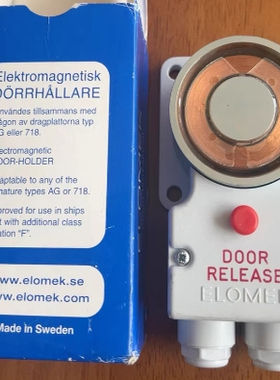 Elektromagnetisk
DÖRRHÅLLARE
användes tillsammans med
någon av dragplattorna typ
AG eller 718.
Electromagnetic
DOOR-HOLDER
adaptable to any of the
armature types AG or 718.
Approved for use in ships
with additional class
"F".
www.elomek.se
www.elomek.com
Made in Sweden
DOOR
RELEASE
ELOMEK